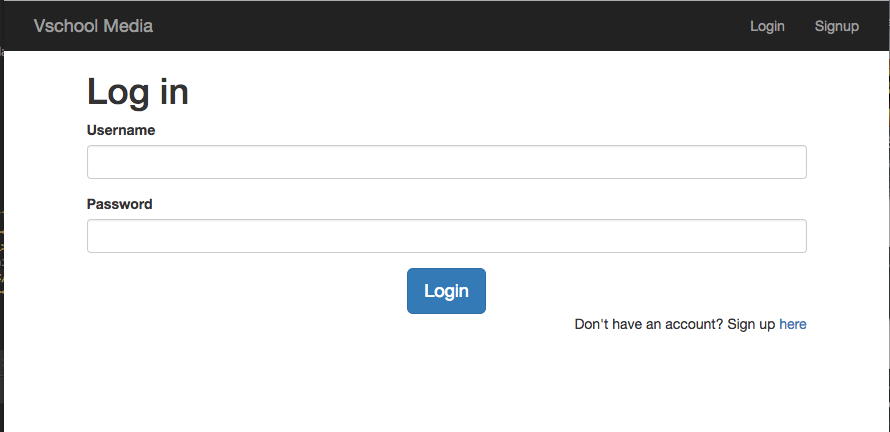 Vschool Media Login Signup
Log in
Username
Password
Login
Don't have an account? Sign up here